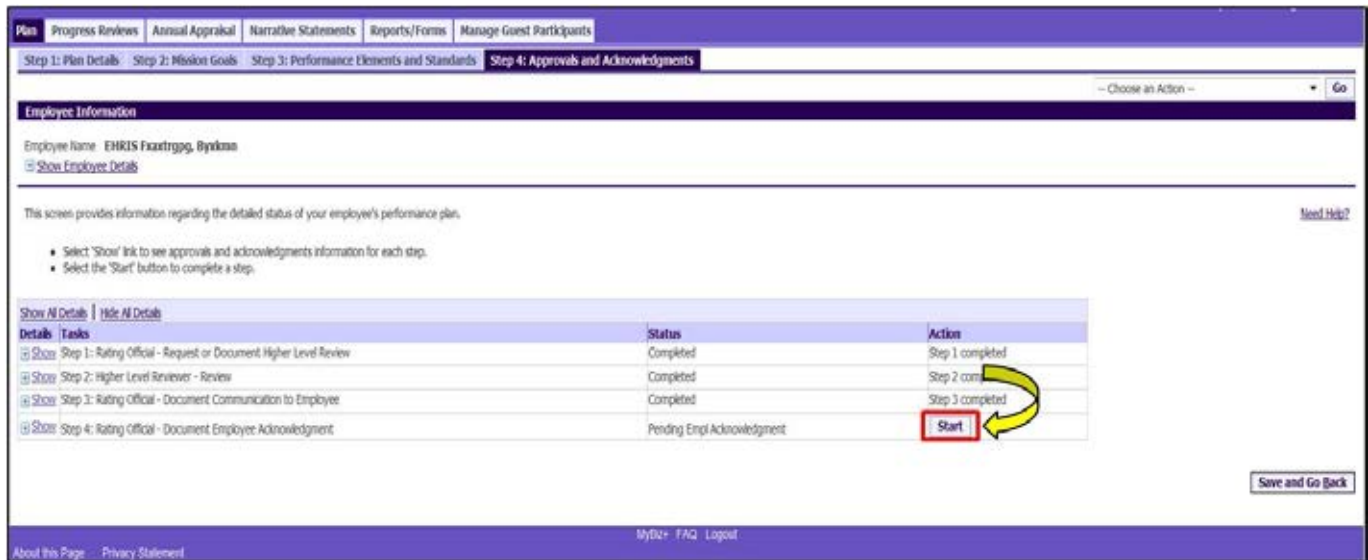 Plan Progress Reviews Annual Appraisal Narrative Statements Reports/Forms Manage Guest Participants
Step 1: Plan Details Step 2: Mission Goals Step 3: Performance Elements and Standards Step 4: Approvals and Acknowledgments
-- Choose an Action -- Go
Employee Information
Employee Name EHRIS Fxaxtrgpg, Byxkmn
Show Employee Details
This screen provides information regarding the detailed status of your employee's performance plan. Need Help?
• Select 'Show' link to see approvals and acknowledgments information for each step.
• Select the 'Start' button to complete a step.
Show All Details | Hide All Details
Details Tasks Status Action
Show Step 1: Rating Official - Request or Document Higher Level Review Completed Step 1 completed
Show Step 2: Higher Level Reviewer - Review Completed Step 2 com
Show Step 3: Rating Official - Document Communication to Employee Completed Step 3 completed
Show Step 4: Rating Official - Document Employee Acknowledgment Pending Empl Acknowledgment Start
Save and Go Back
MyBiz+ FAQ Logout
About this Page Privacy Statement